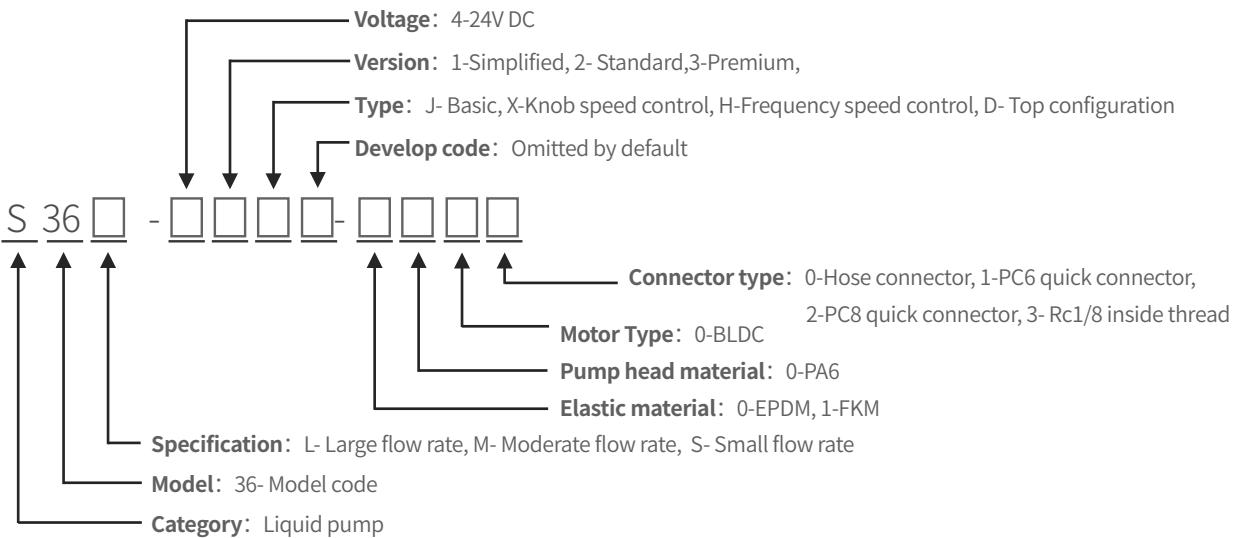 Voltage：4-24V DC
Version：1-Simplified, 2- Standard,3-Premium,
Type：J- Basic, X-Knob speed control, H-Frequency speed control, D- Top configuration
Develop code：Omitted by default
S 36 □ -□□□□-□□□□
Connector type：0-Hose connector, 1-PC6 quick connector,
2-PC8 quick connector, 3- Rc1/8 inside thread
Motor Type：0-BLDC
Pump head material：0-PA6
Elastic material：0-EPDM, 1-FKM
Specification：L- Large flow rate, M- Moderate flow rate, S- Small flow rate
Model：36- Model code
Category：Liquid pump